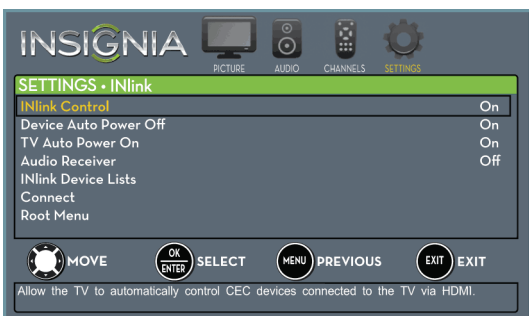 INSIGNIA
PICTURE AUDIO CHANNELS SETTINGS
SETTINGS • INlink
INlink Control On
Device Auto Power Off On
TV Auto Power On On
Audio Receiver Off
INlink Device Lists
Connect
Root Menu
MOVE OK ENTER SELECT MENU PREVIOUS EXIT EXIT
Allow the TV to automatically control CEC devices connected to the TV via HDMI.